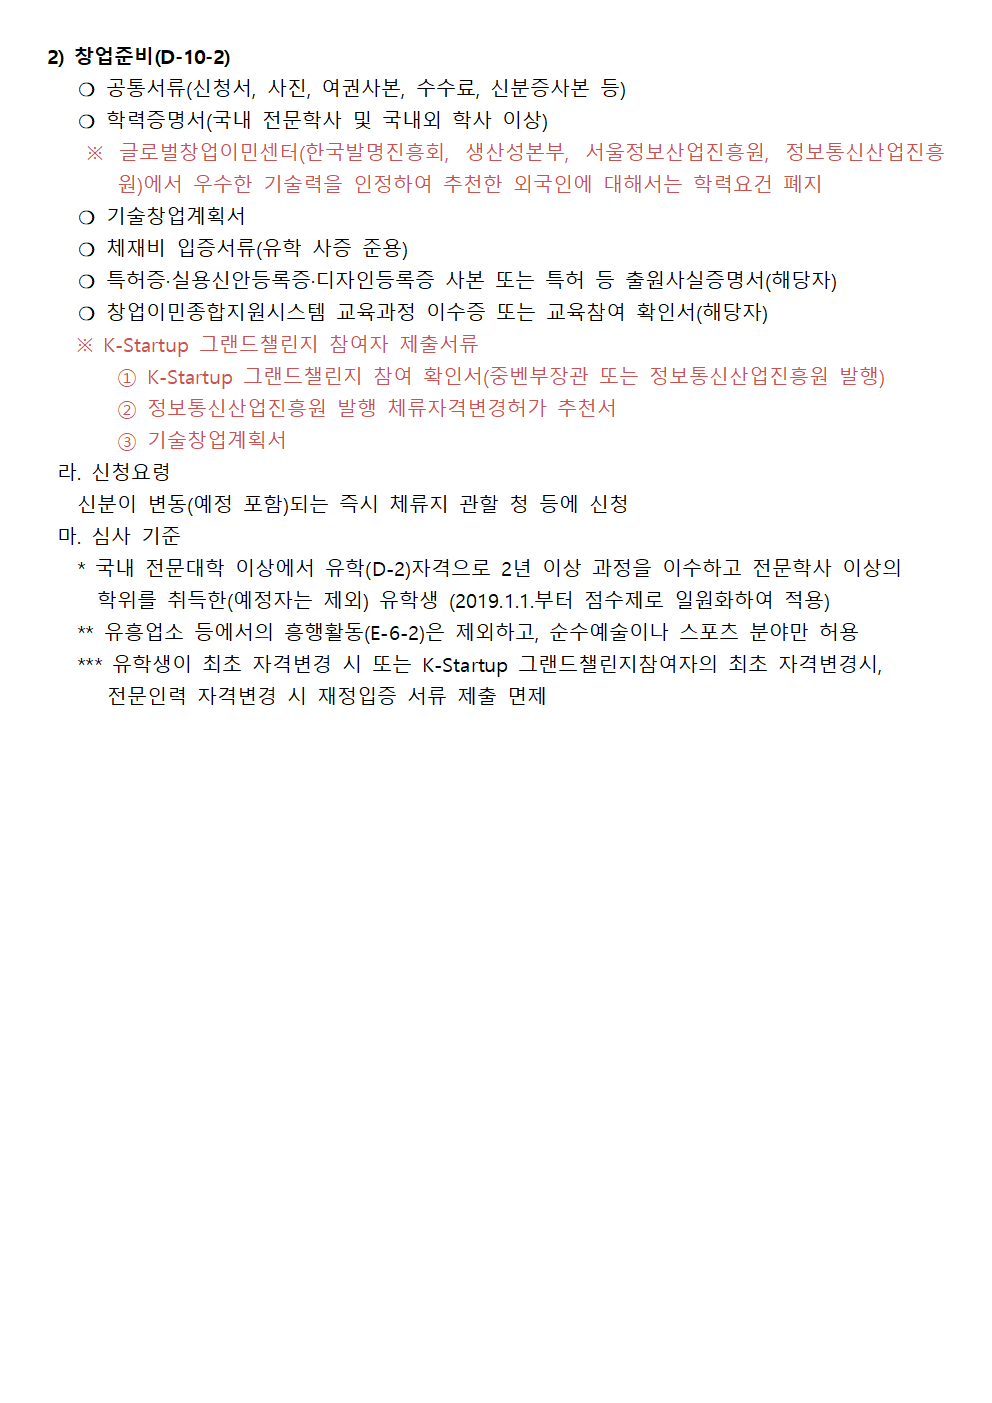 2) 창업준비(D-10-2)
❍ 공통서류(신청서, 사진, 여권사본, 수수료, 신분증사본 등)
❍ 학력증명서(국내 전문학사 및 국내외 학사 이상)
※ 글로벌창업이민센터(한국발명진흥회, 생산성본부, 서울정보산업진흥원, 정보통신산업진흥
원)에서 우수한 기술력을 인정하여 추천한 외국인에 대해서는 학력요건 폐지
❍ 기술창업계획서
❍ 체재비 입증서류(유학 사증 준용)
❍ 특허증·실용신안등록증·디자인등록증 사본 또는 특허 등 출원사실증명서(해당자)
❍ 창업이민종합지원시스템 교육과정 이수증 또는 교육참여 확인서(해당자)
※ K-Startup 그랜드챌린지 참여자 제출서류
① K-Startup 그랜드챌린지 참여 확인서(중벤부장관 또는 정보통신산업진흥원 발행)
② 정보통신산업진흥원 발행 체류자격변경허가 추천서
③ 기술창업계획서
라. 신청요령
신분이 변동(예정 포함)되는 즉시 체류지 관할 청 등에 신청
마. 심사 기준
* 국내 전문대학 이상에서 유학(D-2)자격으로 2년 이상 과정을 이수하고 전문학사 이상의
학위를 취득한(예정자는 제외) 유학생 (2019.1.1.부터 점수제로 일원화하여 적용)
** 유흥업소 등에서의 흥행활동(E-6-2)은 제외하고, 순수예술이나 스포츠 분야만 허용
*** 유학생이 최초 자격변경 시 또는 K-Startup 그랜드챌린지참여자의 최초 자격변경시,
전문인력 자격변경 시 재정입증 서류 제출 면제